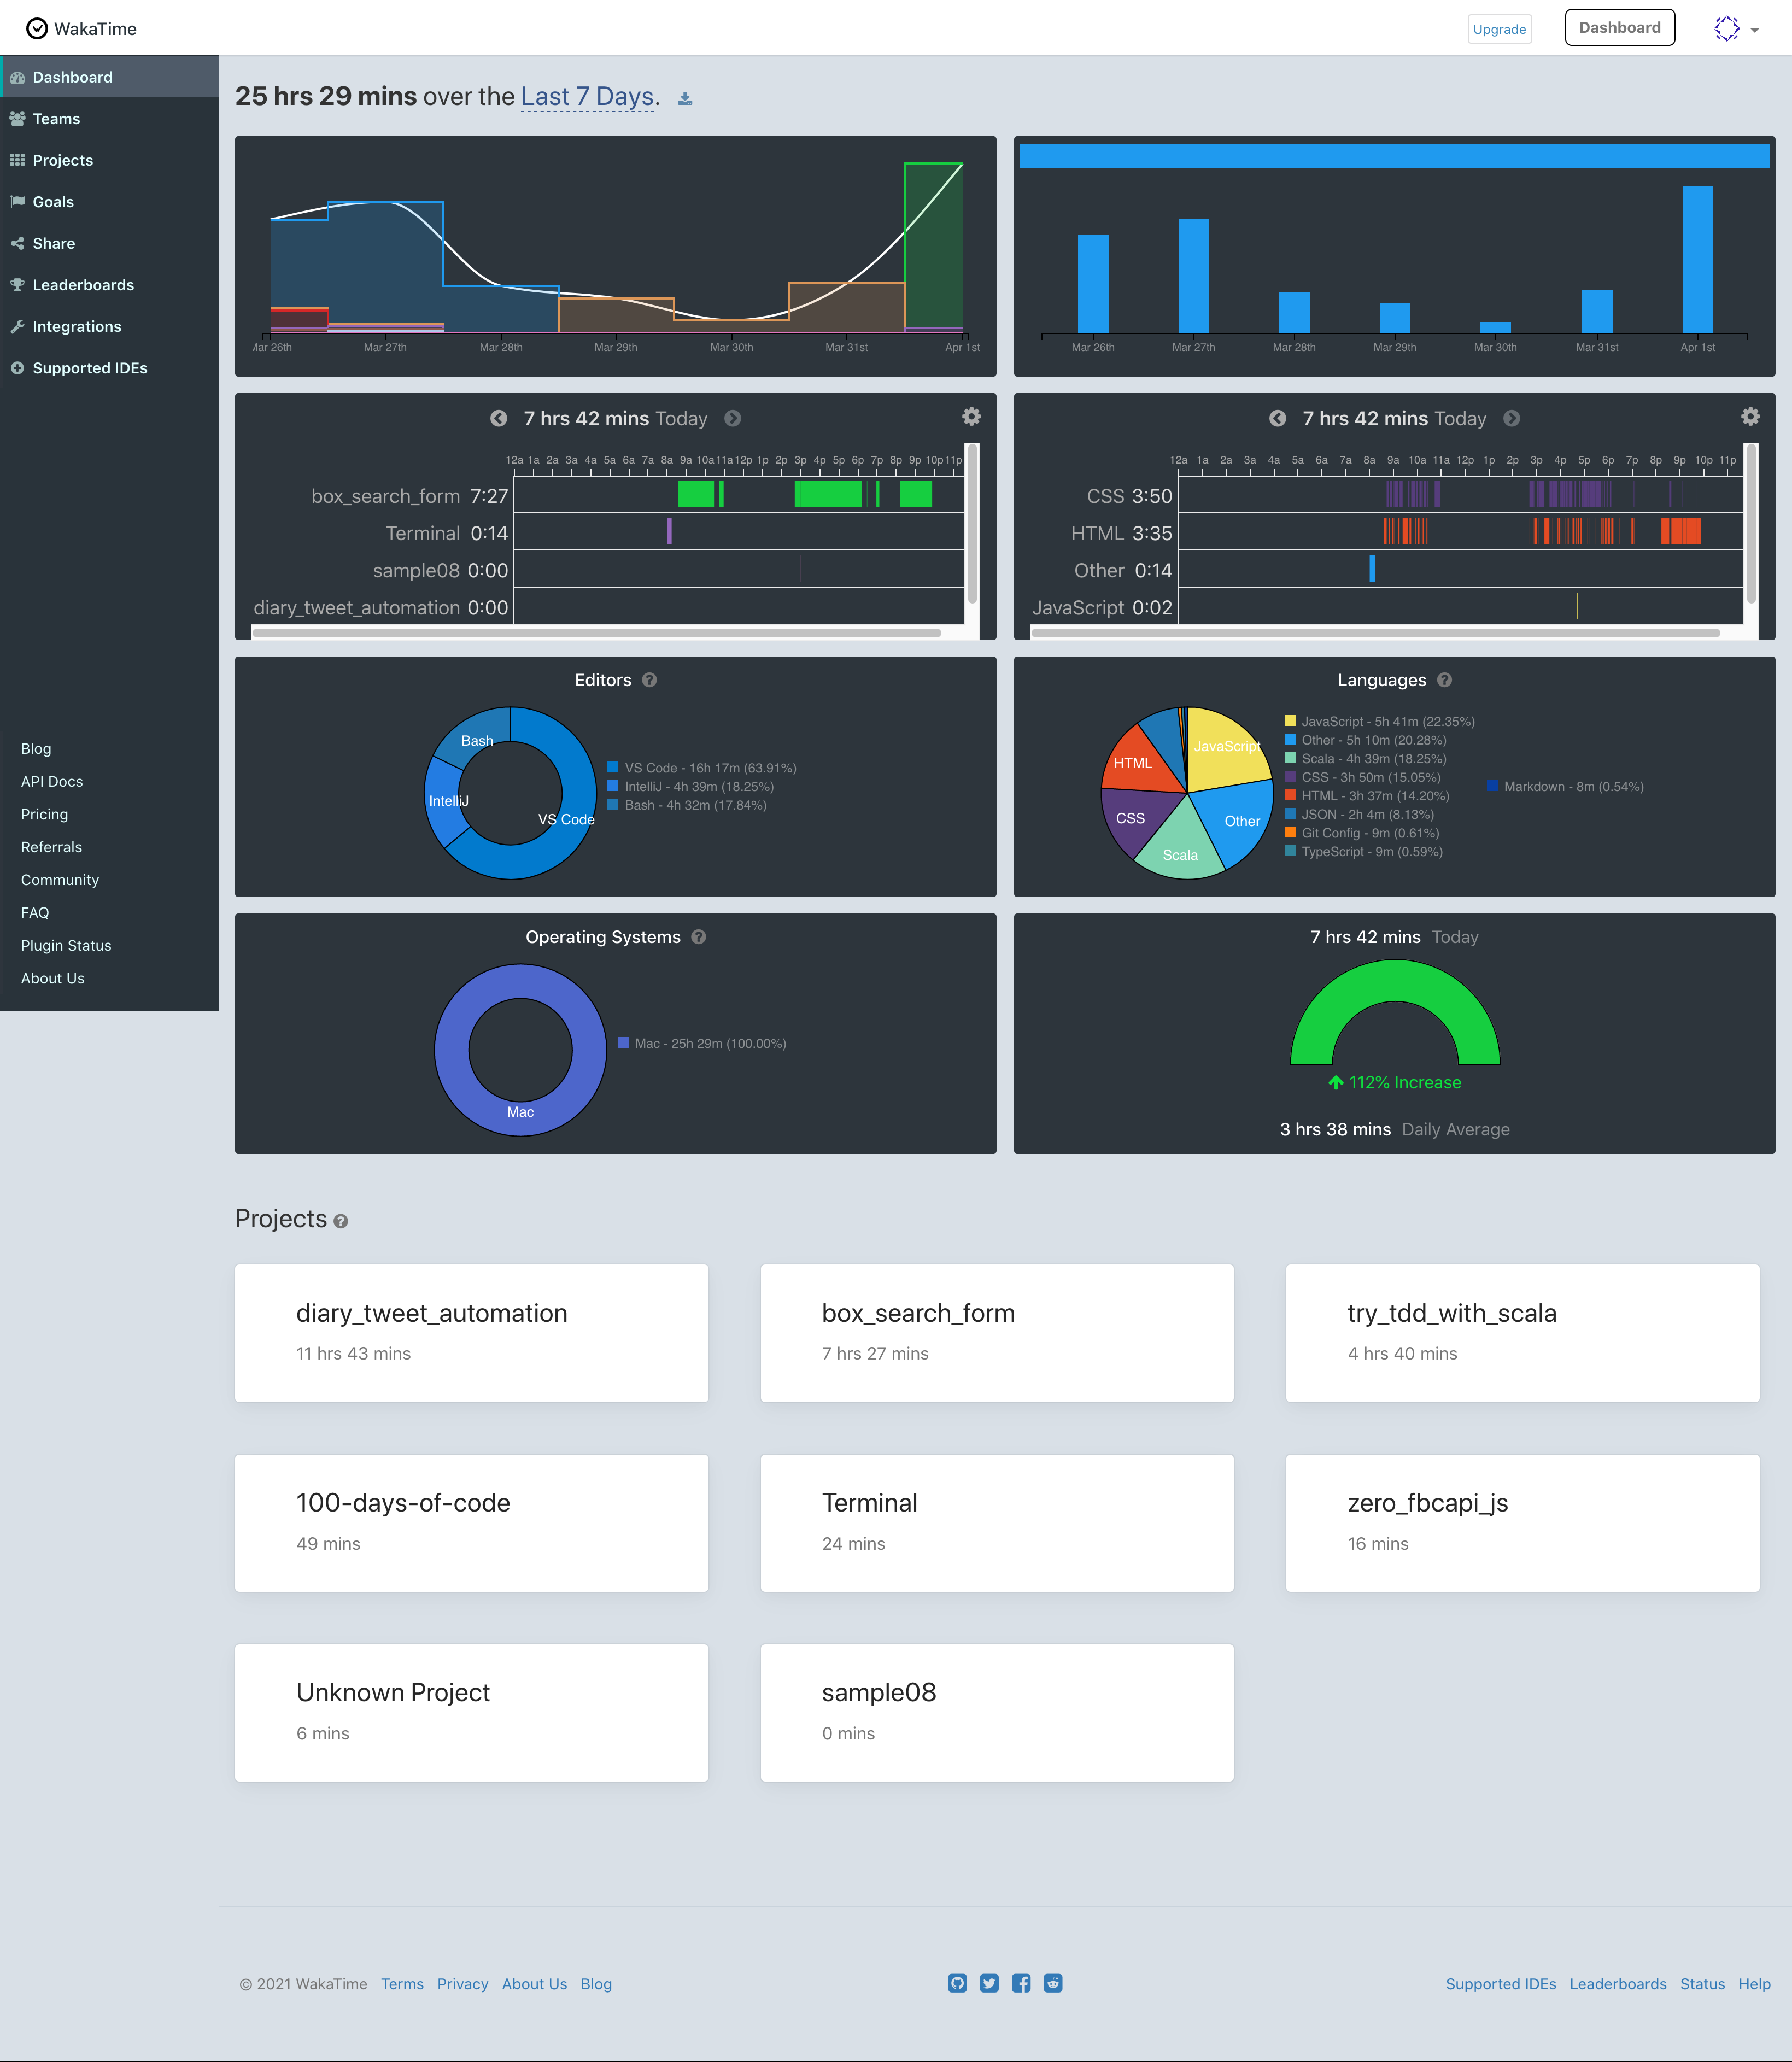 WakaTime
Upgrade
Dashboard
Dashboard
Teams
Projects
Goals
Share
Leaderboards
Integrations
Supported IDEs
Blog
API Docs
Pricing
Referrals
Community
FAQ
Plugin Status
About Us
25 hrs 29 mins over the Last 7 Days.
Mar 26th Mar 27th Mar 28th Mar 29th Mar 30th Mar 31st Apr 1st
Mar 26th Mar 27th Mar 28th Mar 29th Mar 30th Mar 31st Apr 1st
7 hrs 42 mins Today
12a 1a 2a 3a 4a 5a 6a 7a 8a 9a 10a 11a 12p 1p 2p 3p 4p 5p 6p 7p 8p 9p 10p 11p
box_search_form 7:27
Terminal 0:14
sample08 0:00
diary_tweet_automation 0:00
7 hrs 42 mins Today
12a 1a 2a 3a 4a 5a 6a 7a 8a 9a 10a 11a 12p 1p 2p 3p 4p 5p 6p 7p 8p 9p 10p 11p
CSS 3:50
HTML 3:35
Other 0:14
JavaScript 0:02
Editors
Bash
IntelliJ
VS Code
VS Code - 16h 17m (63.91%)
IntelliJ - 4h 39m (18.25%)
Bash - 4h 32m (17.84%)
Languages
JavaScript
HTML
CSS
Other
Scala
JavaScript - 5h 41m (22.35%)
Other - 5h 10m (20.28%)
Scala - 4h 39m (18.25%)
CSS - 3h 50m (15.05%)
HTML - 3h 37m (14.20%)
JSON - 2h 4m (8.13%)
Git Config - 9m (0.61%)
TypeScript - 9m (0.59%)
Markdown - 8m (0.54%)
Operating Systems
Mac
Mac - 25h 29m (100.00%)
7 hrs 42 mins Today
112% Increase
3 hrs 38 mins Daily Average
Projects
diary_tweet_automation
11 hrs 43 mins
box_search_form
7 hrs 27 mins
try_tdd_with_scala
4 hrs 40 mins
100-days-of-code
49 mins
Terminal
24 mins
zero_fbcapi_js
16 mins
Unknown Project
6 mins
sample08
0 mins
© 2021 WakaTime Terms Privacy About Us Blog
Supported IDEs Leaderboards Status Help